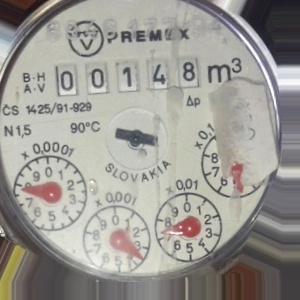 PREMEX
B·H
A·V
00148 m³
ČS 1425/91-929
Δp
N1,5
90°C
SLOVAKIA
x 0,1
x 0,0001
x 0,001
x 0,01